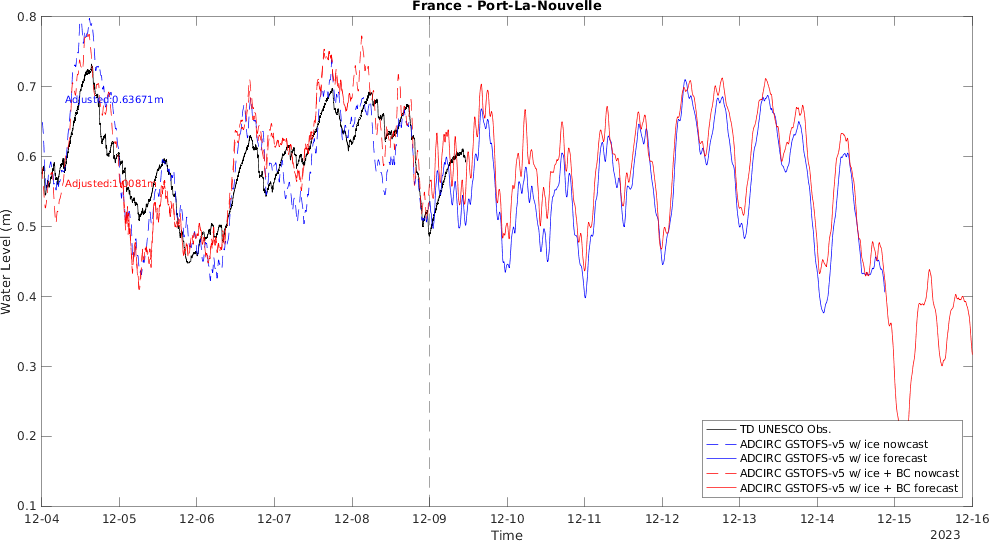 France - Port-La-Nouvelle
0.8
0.7
0.6
0.5
0.4
0.3
0.2
0.1
Water Level (m)
Adjusted:0.63671m
TD UNESCO Obs.
ADCIRC GSTOFS-v5 w/ ice nowcast
ADCIRC GSTOFS-v5 w/ ice forecast
ADCIRC GSTOFS-v5 w/ ice + BC nowcast
ADCIRC GSTOFS-v5 w/ ice + BC forecast
12-04
12-05
12-06
12-07
12-08
12-09
12-10
12-11
12-12
12-13
12-14
12-15
12-16
Time
2023